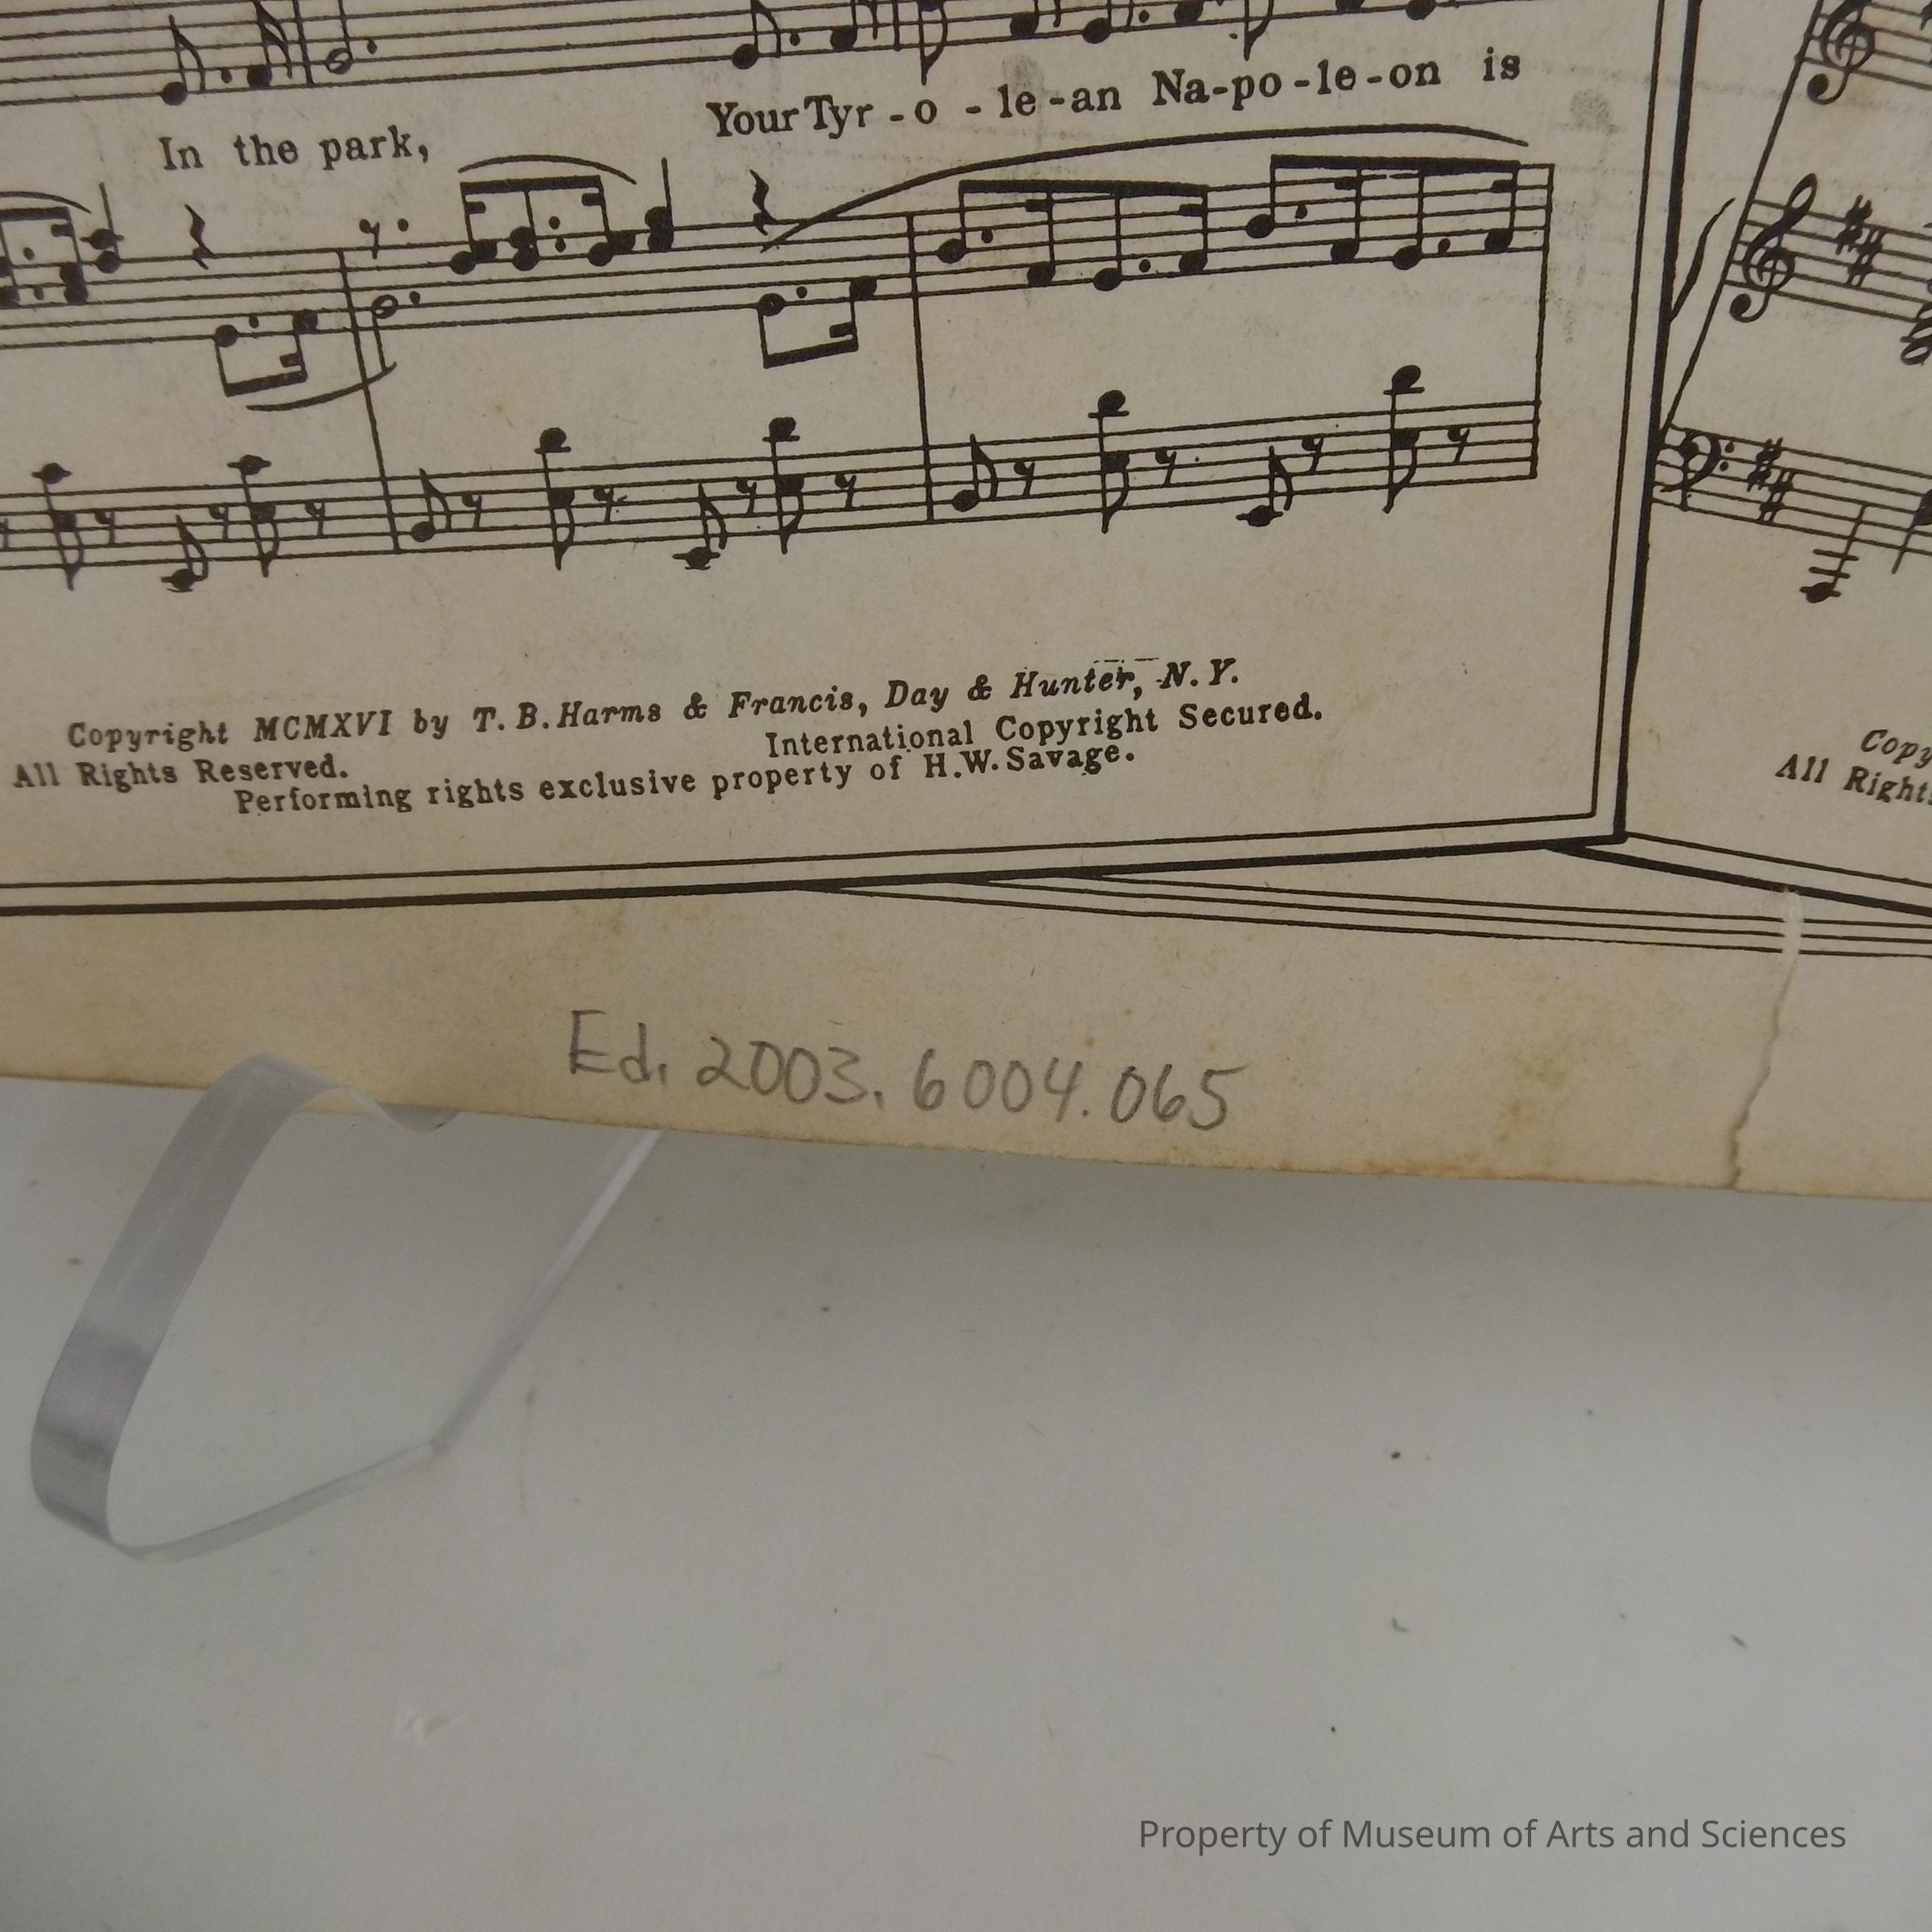 In the park, Your Tyr - o - le - an Na - po - le - on is
Copyright MCMXVI by T. B. Harms & Francis, Day & Hunter, N. Y.
All Rights Reserved. International Copyright Secured.
Performing rights exclusive property of H. W. Savage.
Copy
All Right
Ed. 2003.6004.065
Property of Museum of Arts and Sciences